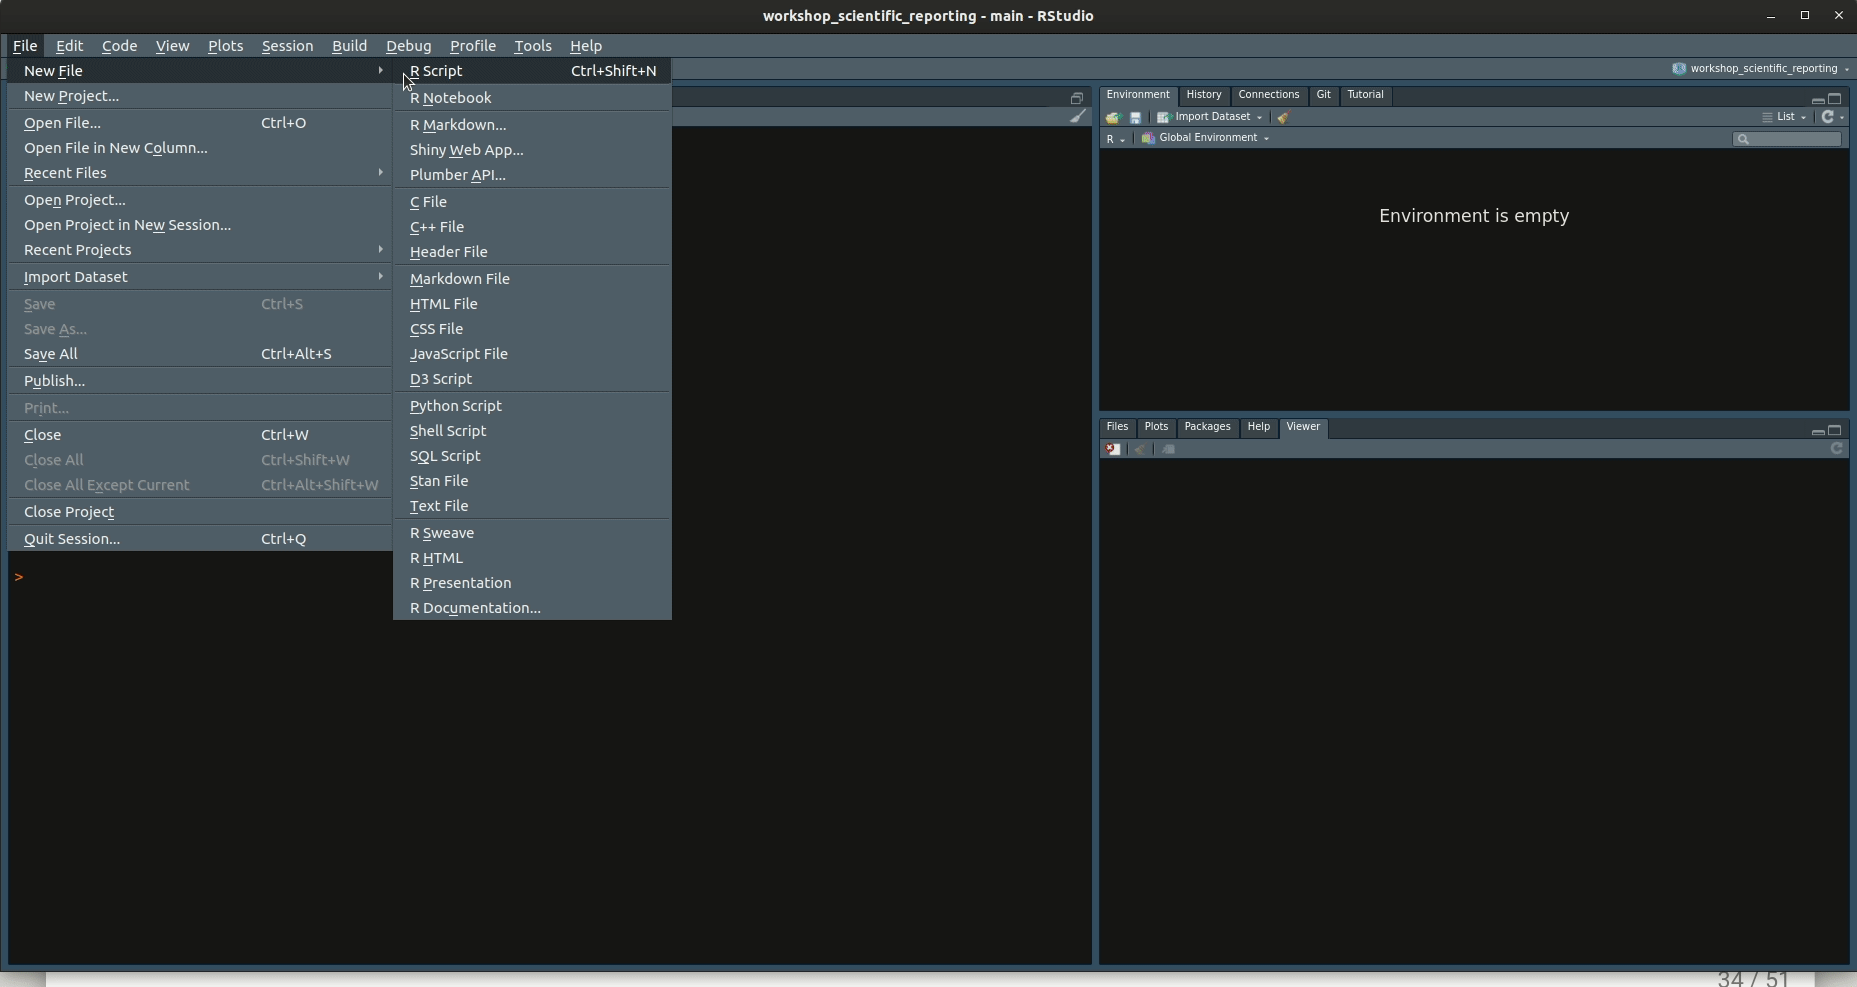 workshop_scientific_reporting - main - RStudio
File Edit Code View Plots Session Build Debug Profile Tools Help
workshop_scientific_reporting
New File
New Project...
Open File... Ctrl+O
Open File in New Column...
Recent Files
Open Project...
Open Project in New Session...
Recent Projects
Import Dataset
Save Ctrl+S
Save As...
Save All Ctrl+Alt+S
Publish...
Print...
Close Ctrl+W
Close All Ctrl+Shift+W
Close All Except Current Ctrl+Alt+Shift+W
Close Project
Quit Session... Ctrl+Q
>
R Script Ctrl+Shift+N
R Notebook
R Markdown...
Shiny Web App...
Plumber API...
C File
C++ File
Header File
Markdown File
HTML File
CSS File
JavaScript File
D3 Script
Python Script
Shell Script
SQL Script
Stan File
Text File
R Sweave
R HTML
R Presentation
R Documentation...
Environment History Connections Git Tutorial
Import Dataset List
R Global Environment
Environment is empty
Files Plots Packages Help Viewer
34 / 51